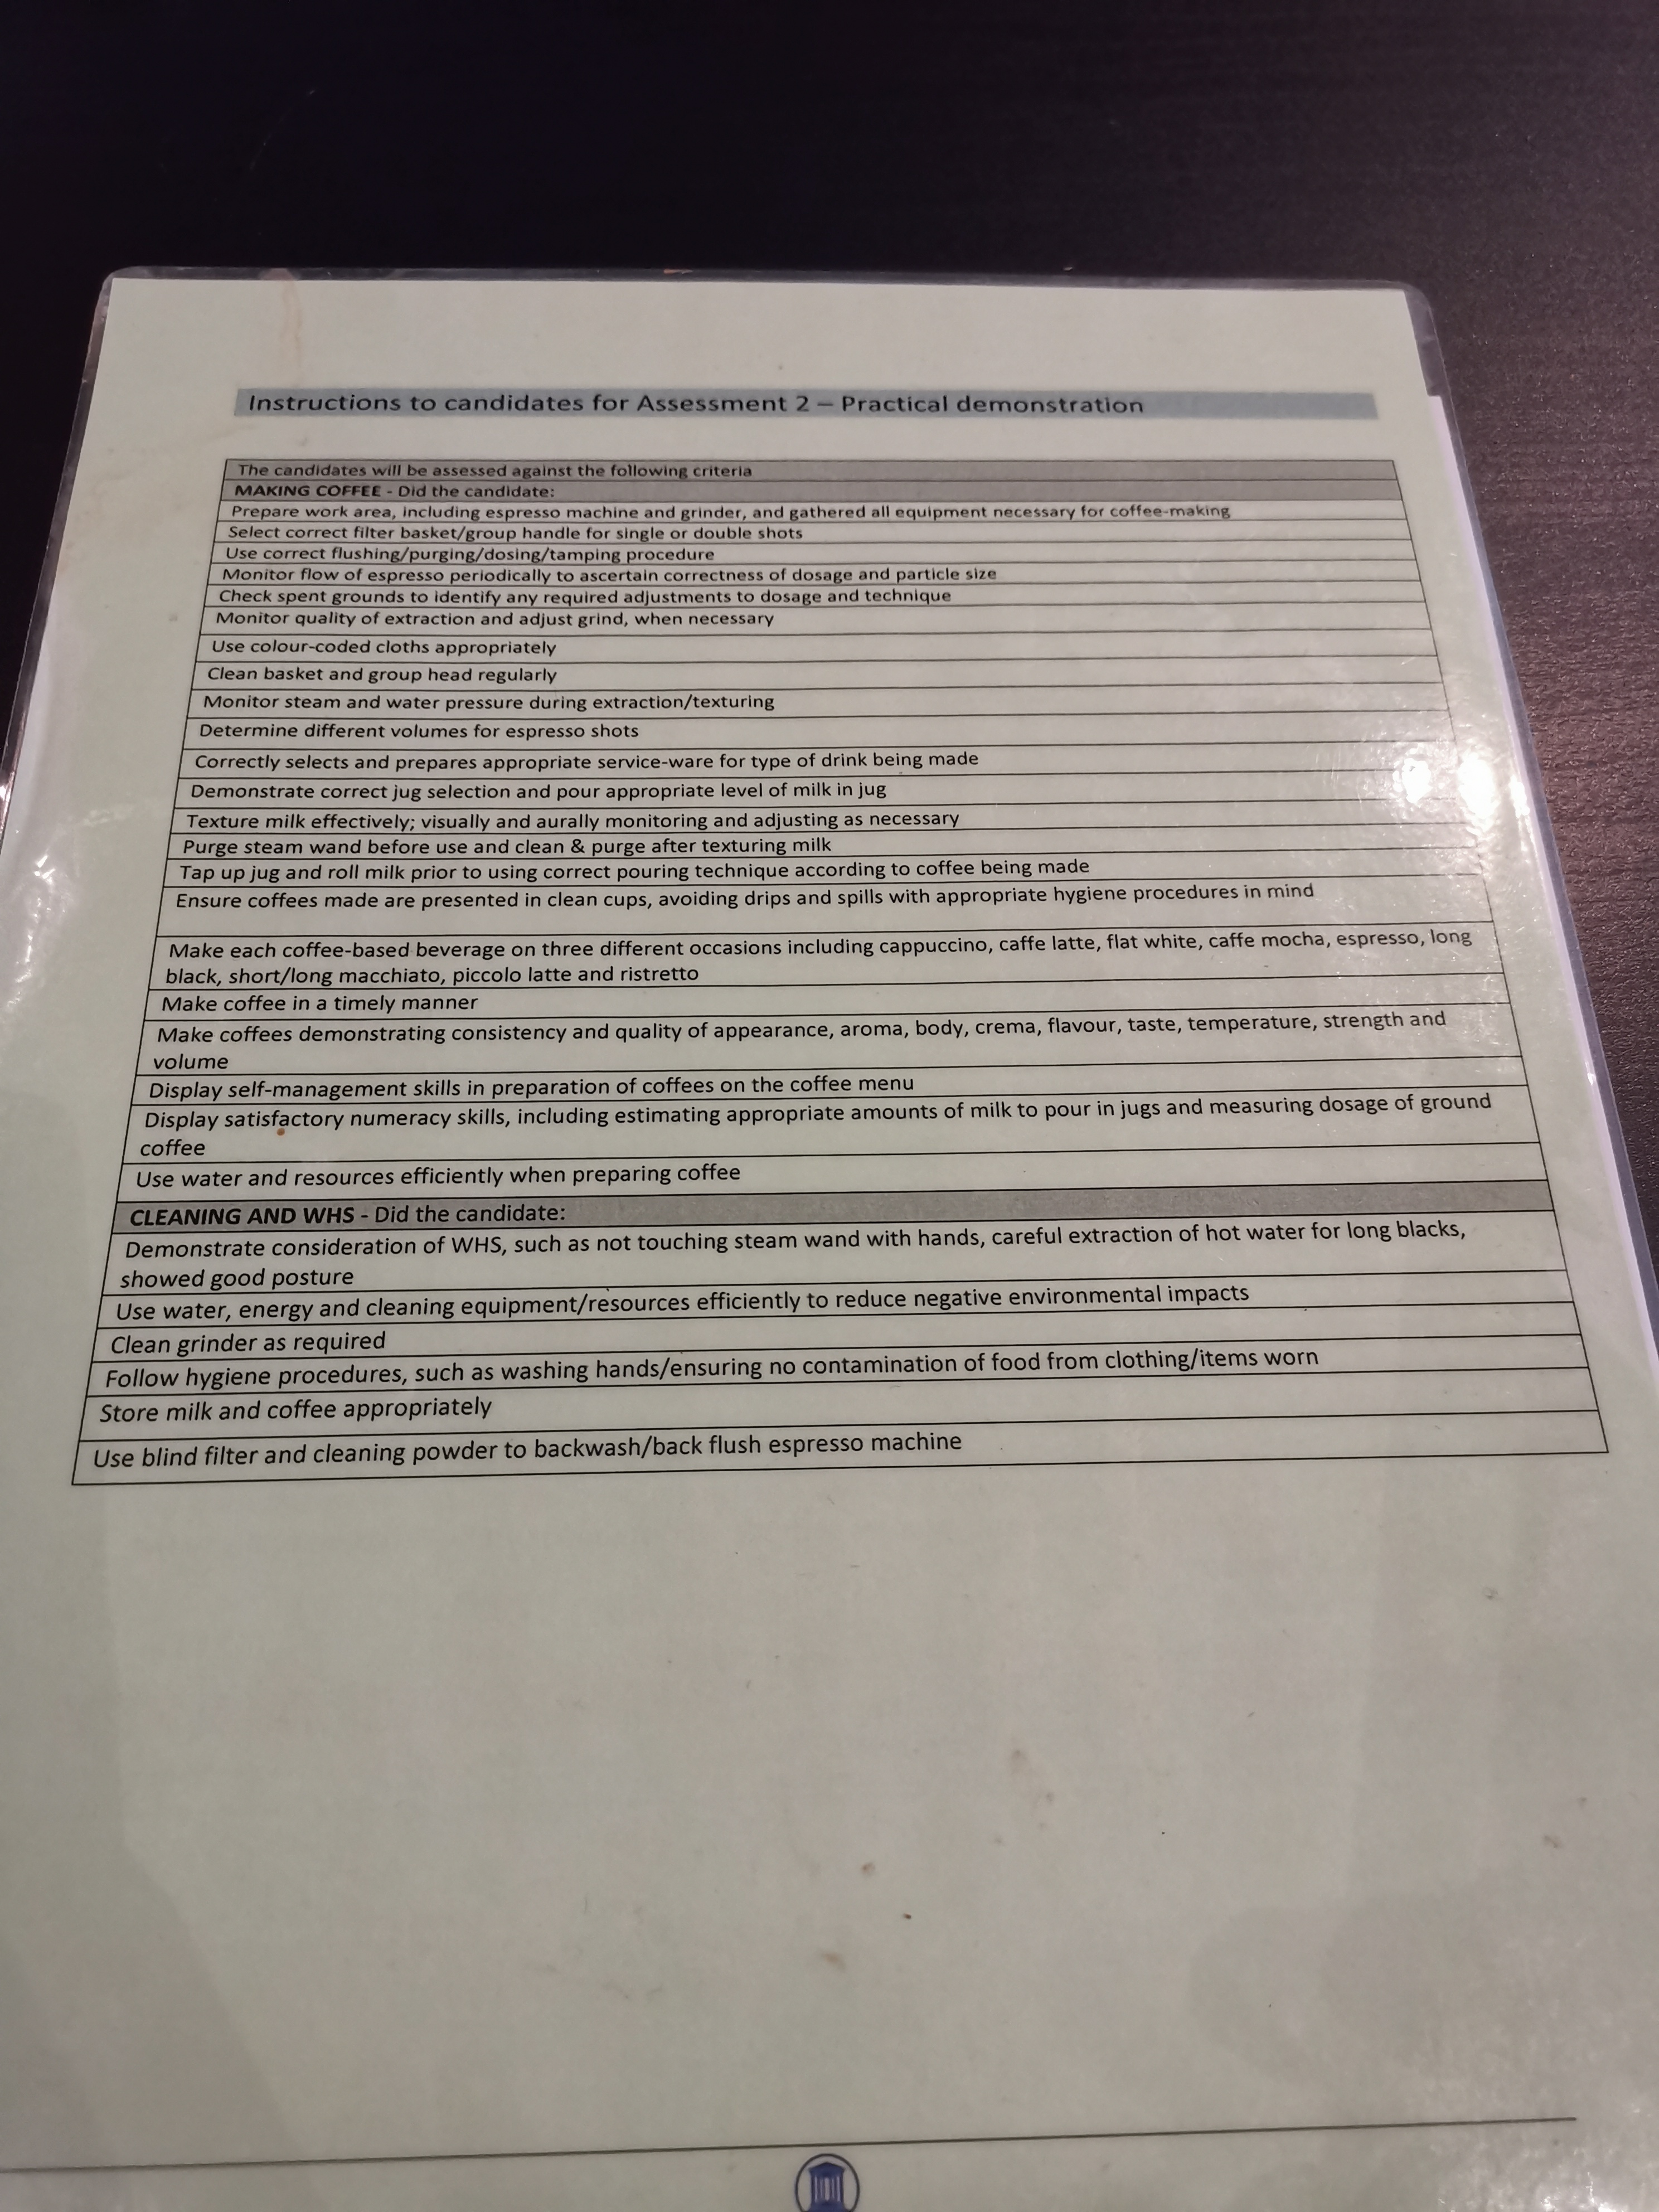 Instructions to candidates for Assessment 2 – Practical demonstration
The candidates will be assessed against the following criteria
MAKING COFFEE - Did the candidate:
Prepare work area, including espresso machine and grinder, and gathered all equipment necessary for coffee-making
Select correct filter basket/group handle for single or double shots
Use correct flushing/purging/dosing/tamping procedure
Monitor flow of espresso periodically to ascertain correctness of dosage and particle size
Check spent grounds to identify any required adjustments to dosage and technique
Monitor quality of extraction and adjust grind, when necessary
Use colour-coded cloths appropriately
Clean basket and group head regularly
Monitor steam and water pressure during extraction/texturing
Determine different volumes for espresso shots
Correctly selects and prepares appropriate service-ware for type of drink being made
Demonstrate correct jug selection and pour appropriate level of milk in jug
Texture milk effectively; visually and aurally monitoring and adjusting as necessary
Purge steam wand before use and clean & purge after texturing milk
Tap up jug and roll milk prior to using correct pouring technique according to coffee being made
Ensure coffees made are presented in clean cups, avoiding drips and spills with appropriate hygiene procedures in mind
Make each coffee-based beverage on three different occasions including cappuccino, caffe latte, flat white, caffe mocha, espresso, long
black, short/long macchiato, piccolo latte and ristretto
Make coffee in a timely manner
Make coffees demonstrating consistency and quality of appearance, aroma, body, crema, flavour, taste, temperature, strength and
volume
Display self-management skills in preparation of coffees on the coffee menu
Display satisfactory numeracy skills, including estimating appropriate amounts of milk to pour in jugs and measuring dosage of ground
coffee
Use water and resources efficiently when preparing coffee
CLEANING AND WHS - Did the candidate:
Demonstrate consideration of WHS, such as not touching steam wand with hands, careful extraction of hot water for long blacks,
showed good posture
Use water, energy and cleaning equipment/resources efficiently to reduce negative environmental impacts
Clean grinder as required
Follow hygiene procedures, such as washing hands/ensuring no contamination of food from clothing/items worn
Store milk and coffee appropriately
Use blind filter and cleaning powder to backwash/back flush espresso machine